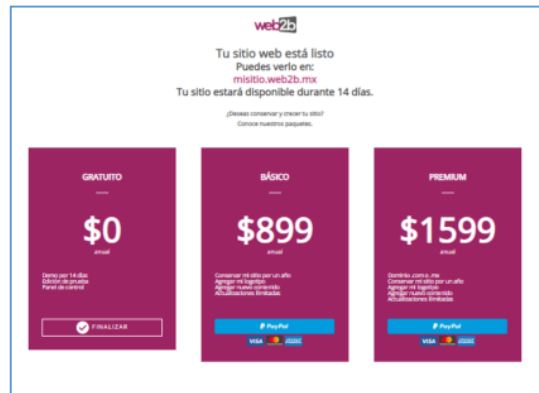 web2b
Tu sitio web está listo
Puedes verlo en:
misitio.web2b.mx
Tu sitio estará disponible durante 14 días.
¿Deseas conservar y crecer tu sitio?
Conoce nuestros paquetes.
GRATUITO
$0
anual
Demo por 14 días
Edición de prueba
Panel de control
FINALIZAR
BÁSICO
$899
anual
Conservar mi sitio por un año
Agregar mi logotipo
Agregar nuevo contenido
Actualizaciones ilimitadas
PayPal
VISA
PREMIUM
$1599
anual
Dominio .com o .mx
Conservar mi sitio por un año
Agregar mi logotipo
Agregar nuevo contenido
Actualizaciones ilimitadas
PayPal
VISA